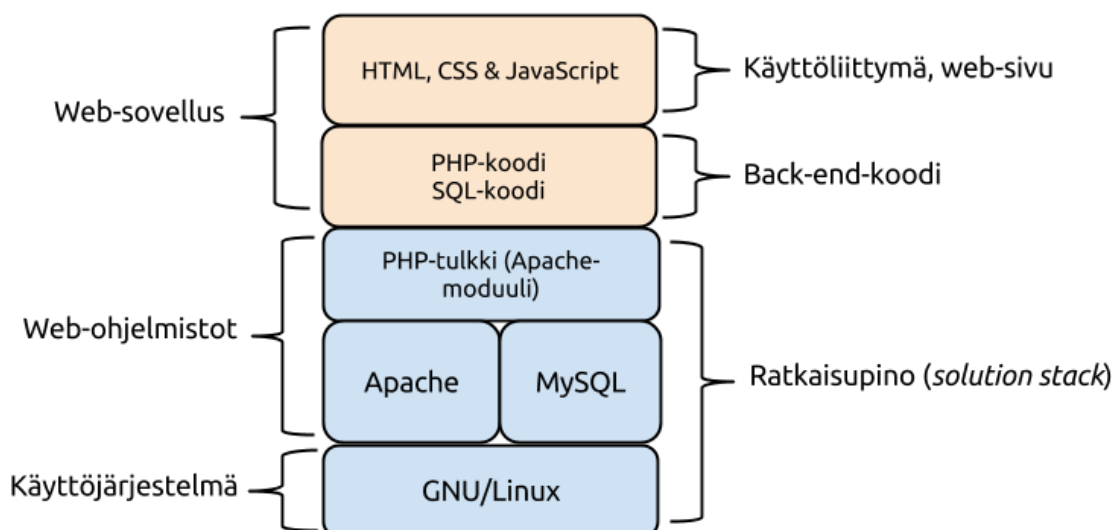 HTML, CSS & JavaScript
Käyttöliittymä, web-sivu
Web-sovellus
PHP-koodi
SQL-koodi
Back-end-koodi
PHP-tulkki (Apache-
moduuli)
Web-ohjelmistot
Apache
MySQL
Ratkaisupino (solution stack)
Käyttöjärjestelmä
GNU/Linux